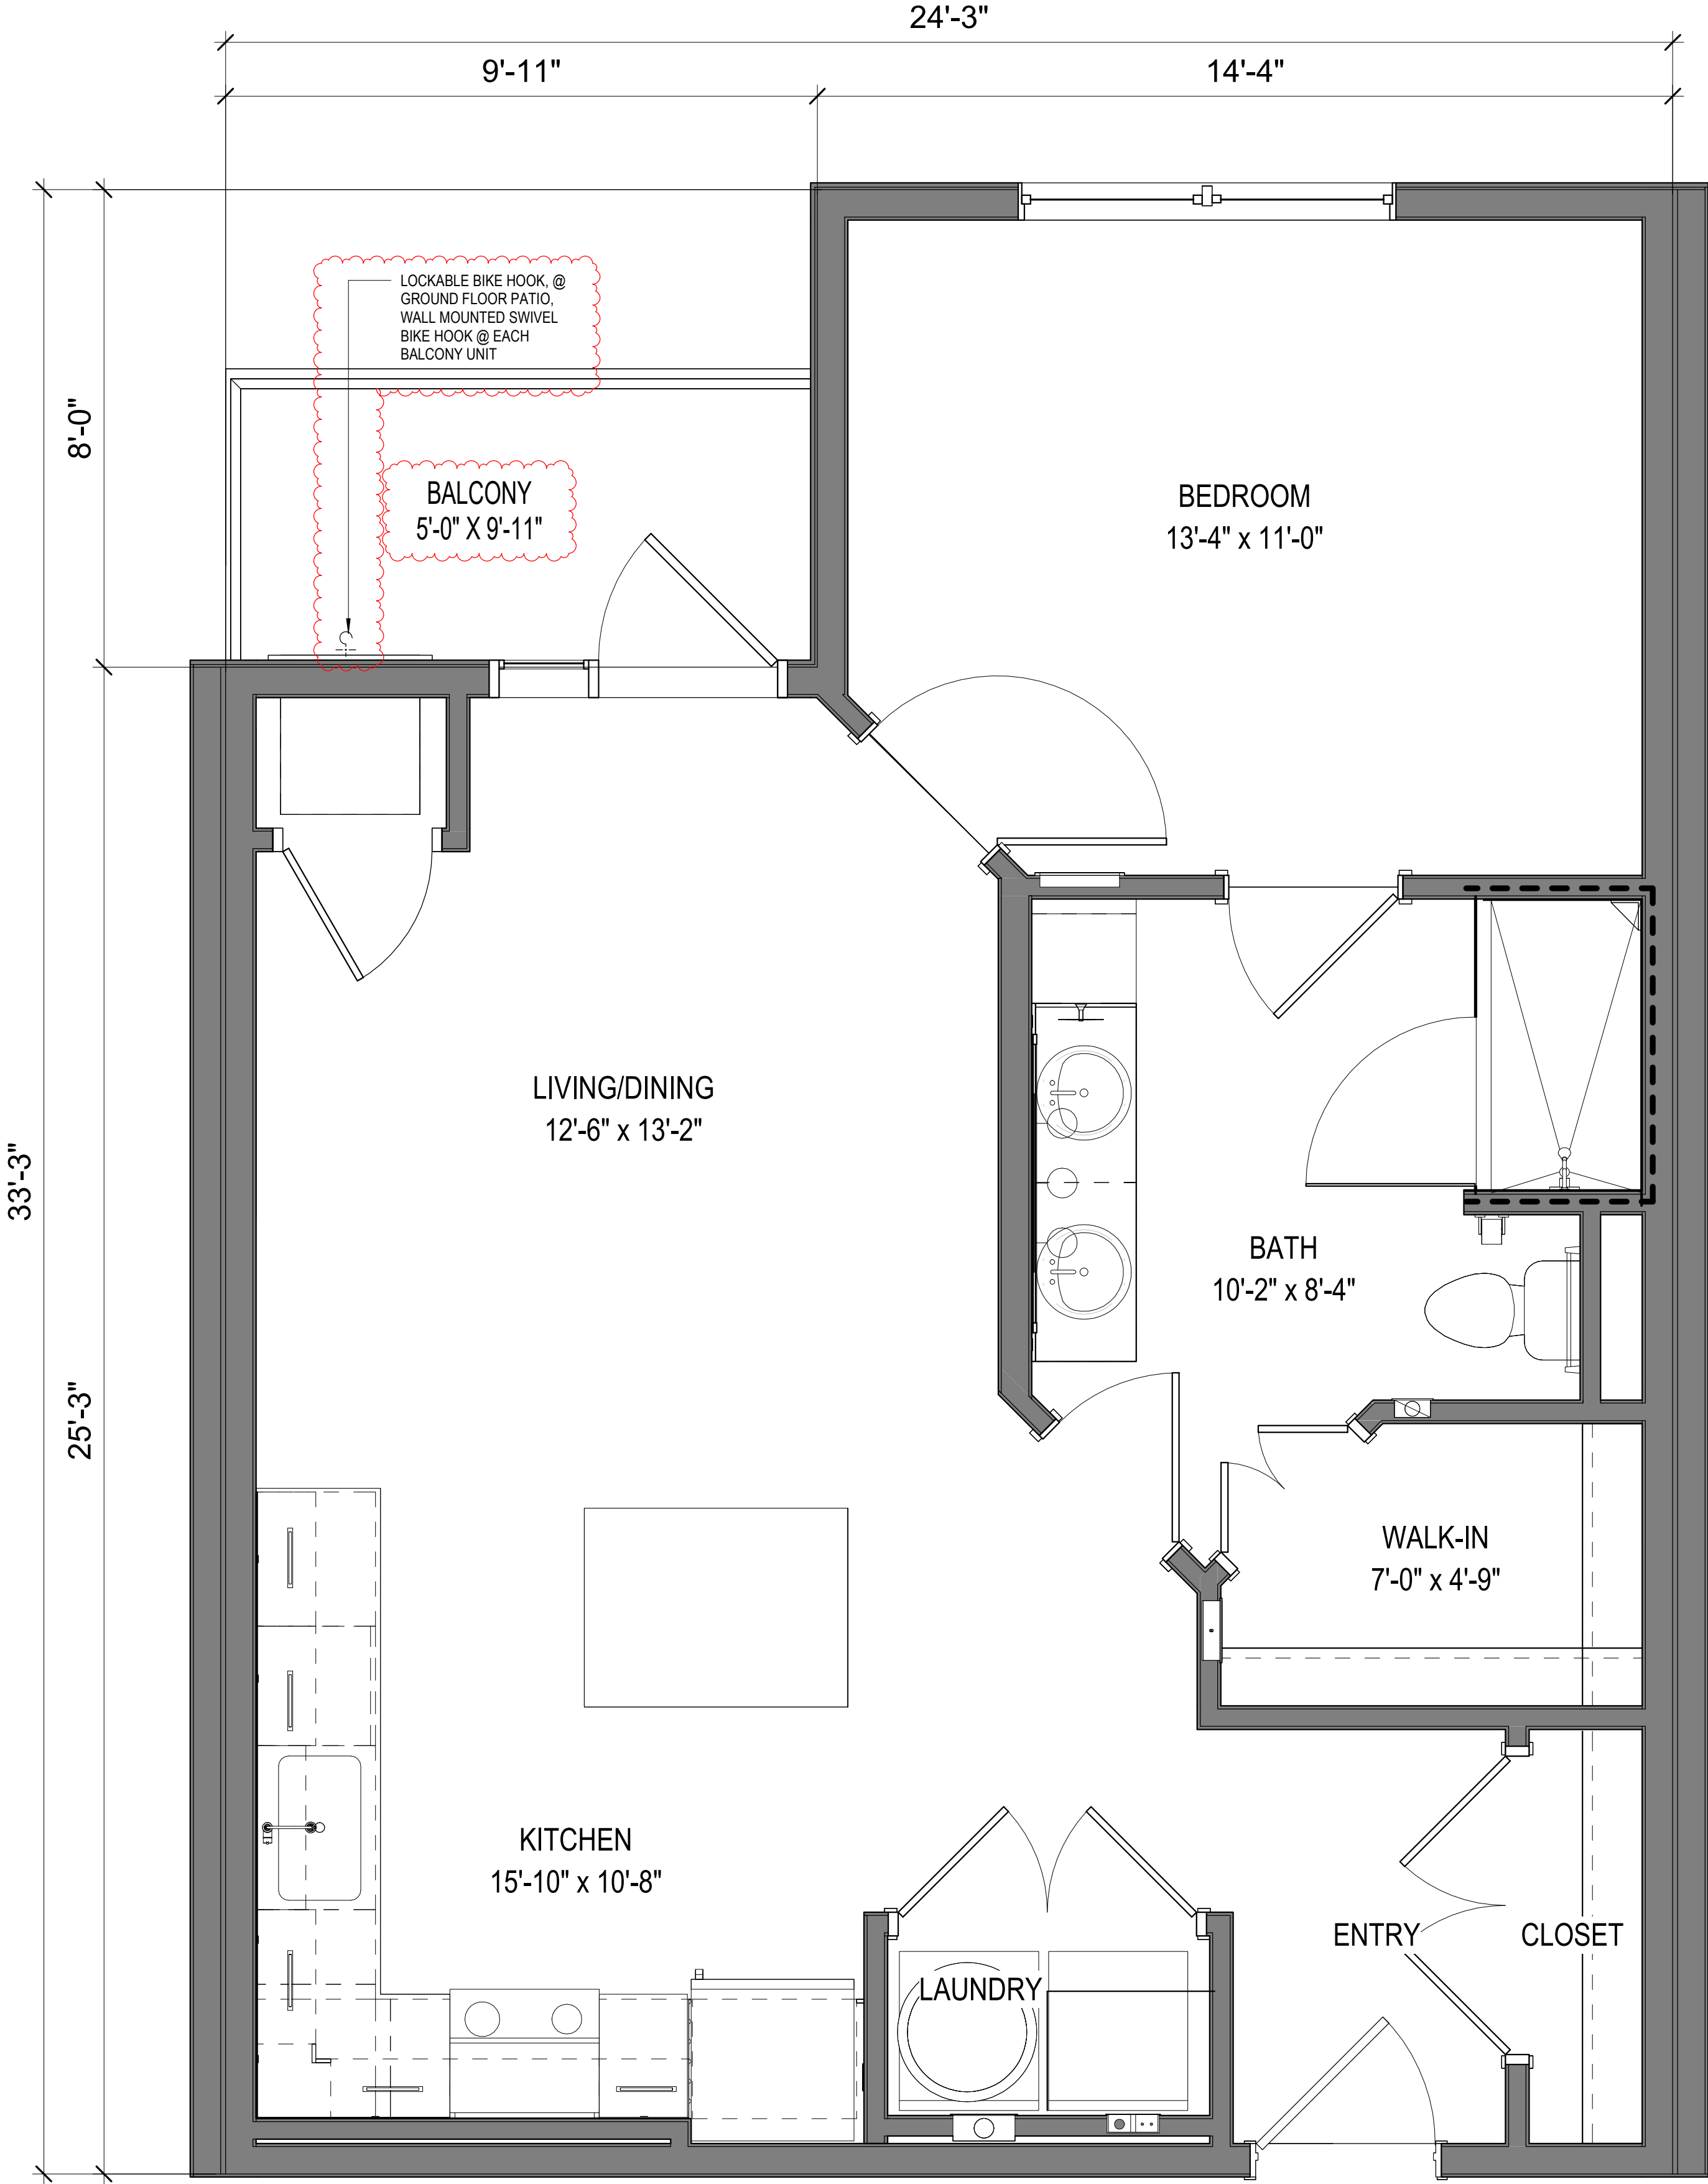 24'-3"
9'-11"
14'-4"
LOCKABLE BIKE HOOK, @
GROUND FLOOR PATIO,
WALL MOUNTED SWIVEL
BIKE HOOK @ EACH
BALCONY UNIT
8'-0"
BALCONY
5'-0" X 9'-11"
BEDROOM
13'-4" x 11'-0"
LIVING/DINING
12'-6" x 13'-2"
33'-3"
BATH
10'-2" x 8'-4"
25'-3"
WALK-IN
7'-0" x 4'-9"
KITCHEN
15'-10" x 10'-8"
ENTRY
CLOSET
LAUNDRY